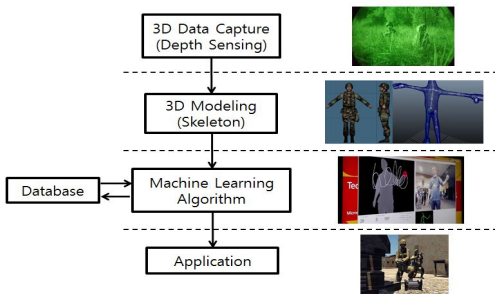 3D Data Capture
(Depth Sensing)
3D Modeling
(Skeleton)
Database
Machine Learning
Algorithm
Application